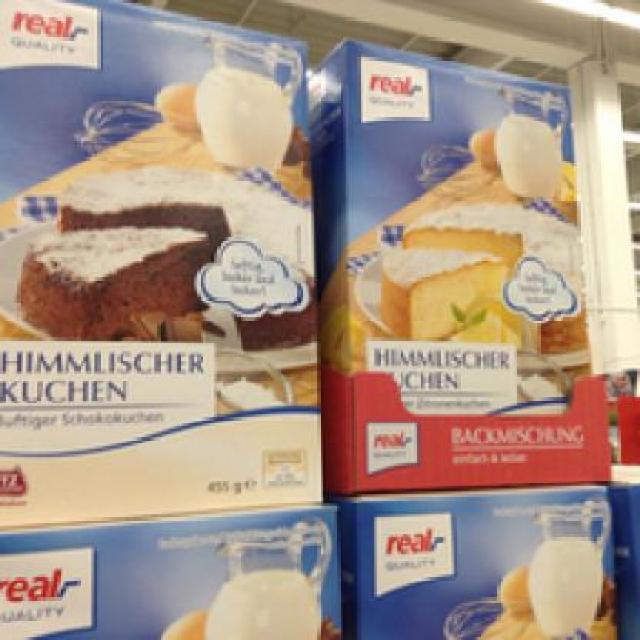 real,-
QUALITY
HIMMLISCHER
KUCHEN
luftiger Schokokuchen
455 g e
real,-
QUALITY
HIMMLISCHER
UCHEN
Zitronenkuchen
real,-
QUALITY
BACKMISCHUNG
einfach & lecker
real,-
QUALITY
real,-
QUALITY